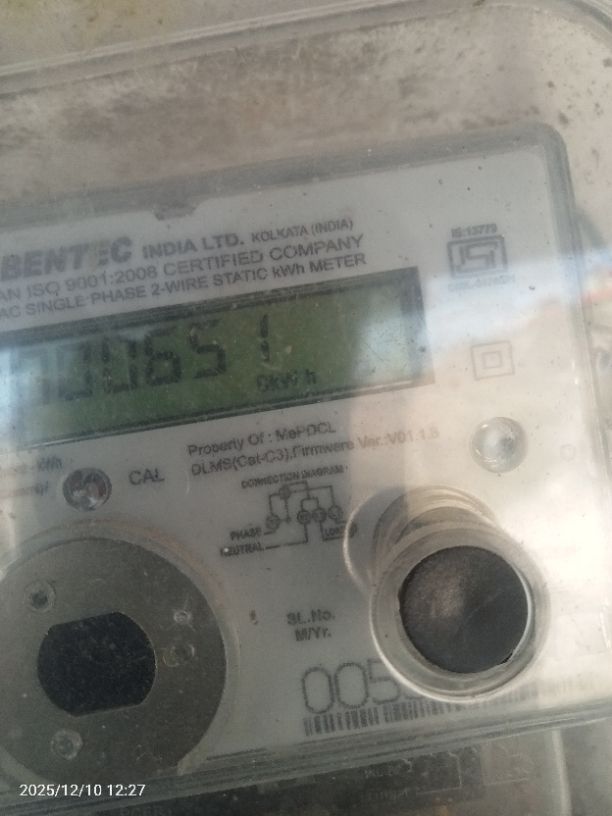 BENTEC INDIA LTD. KOLKATA (INDIA)
AN ISO 9001:2008 CERTIFIED COMPANY
AC SINGLE PHASE 2-WIRE STATIC kWh METER
IS:13779
000651
kWh
CAL
Property Of : MePDCL
DLMS(Cat-C3),Firmware Ver.:V01.1.5
CONNECTION DIAGRAM
PHASE
NEUTRAL
SL.No.
M/Yr.
005
2025/12/10 12:27